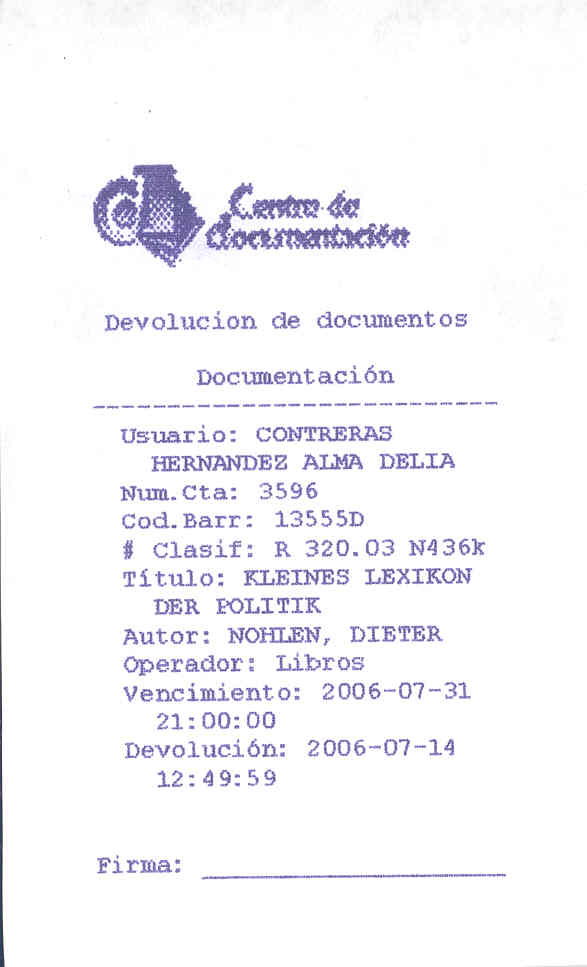 Centro de
documentación
Devolucion de documentos
Documentación
Usuario: CONTRERAS
HERNANDEZ ALMA DELIA
Num.Cta: 3596
Cod.Barr: 13555D
# Clasif: R 320.03 N436k
Título: KLEINES LEXIKON
DER POLITIK
Autor: NOHLEN, DIETER
Operador: Libros
Vencimiento: 2006-07-31
21:00:00
Devolución: 2006-07-14
12:49:59
Firma: